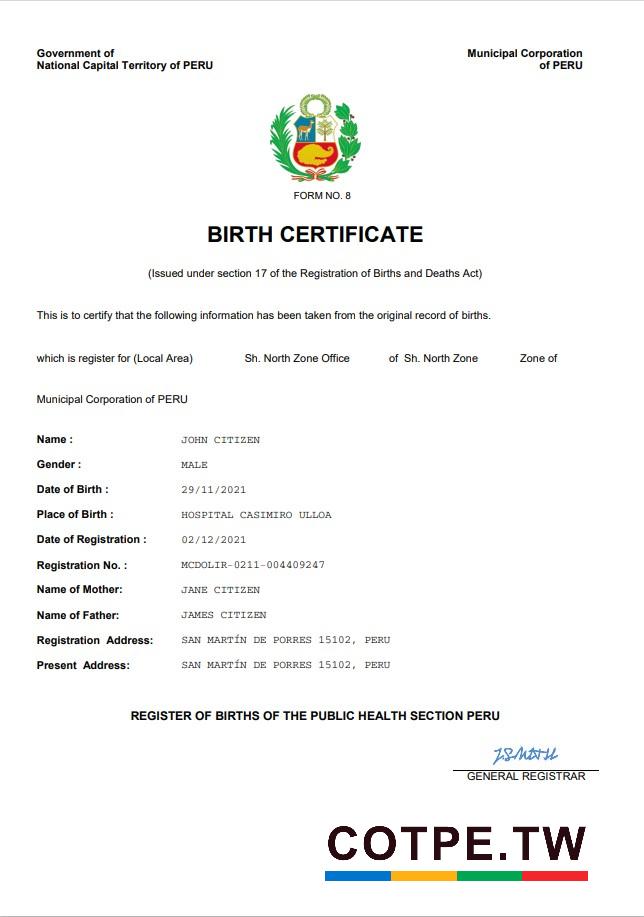 Government of
National Capital Territory of PERU
Municipal Corporation
of PERU
FORM NO. 8
BIRTH CERTIFICATE
(Issued under section 17 of the Registration of Births and Deaths Act)
This is to certify that the following information has been taken from the original record of births.
which is register for (Local Area) Sh. North Zone Office of Sh. North Zone Zone of
Municipal Corporation of PERU
Name : JOHN CITIZEN
Gender : MALE
Date of Birth : 29/11/2021
Place of Birth : HOSPITAL CASIMIRO ULLOA
Date of Registration : 02/12/2021
Registration No. : MCDOLIR-0211-004409247
Name of Mother: JANE CITIZEN
Name of Father: JAMES CITIZEN
Registration Address: SAN MARTÍN DE PORRES 15102, PERU
Present Address: SAN MARTÍN DE PORRES 15102, PERU
REGISTER OF BIRTHS OF THE PUBLIC HEALTH SECTION PERU
GENERAL REGISTRAR
COTPE.TW